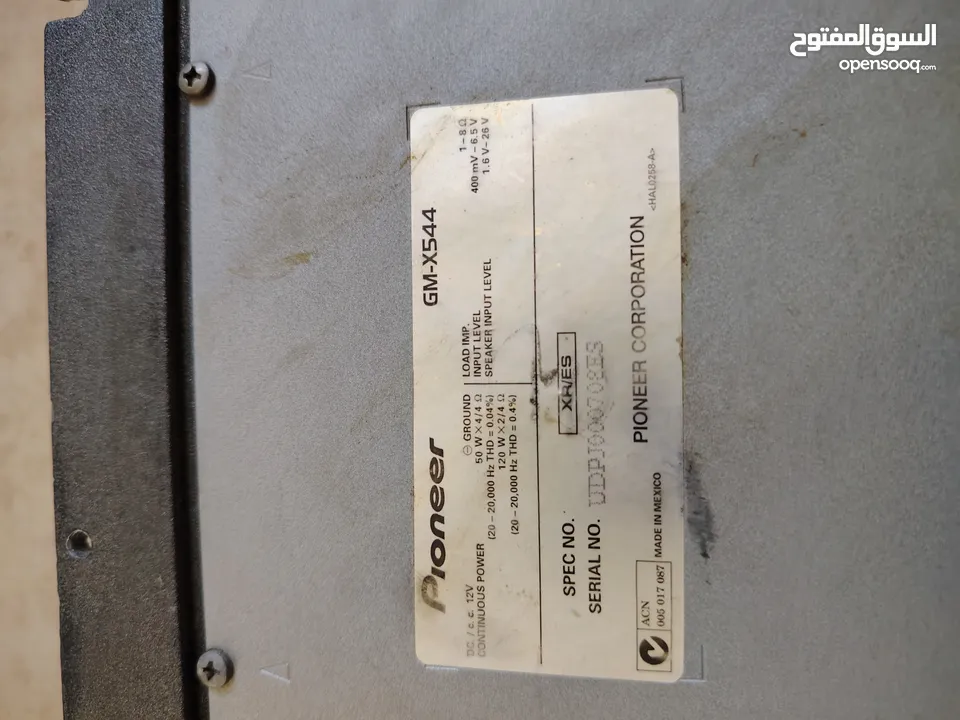 السوق المفتوح
opensooq.com
Pioneer GM-X544
DC. / c. c. 12V ⊖ GROUND
CONTINUOUS POWER 50 W × 4/4 Ω
(20 – 20,000 Hz THD = 0.04%)
120 W × 2/4 Ω
(20 – 20,000 Hz THD = 0.4%)
LOAD IMP. 1 – 8 Ω
INPUT LEVEL 400 mV – 6.5 V
SPEAKER INPUT LEVEL 1.6 V – 26 V
SPEC NO. /ES
SERIAL NO.
ACN
005 017 087
MADE IN MEXICO
PIONEER CORPORATION
<HAL0258-A>